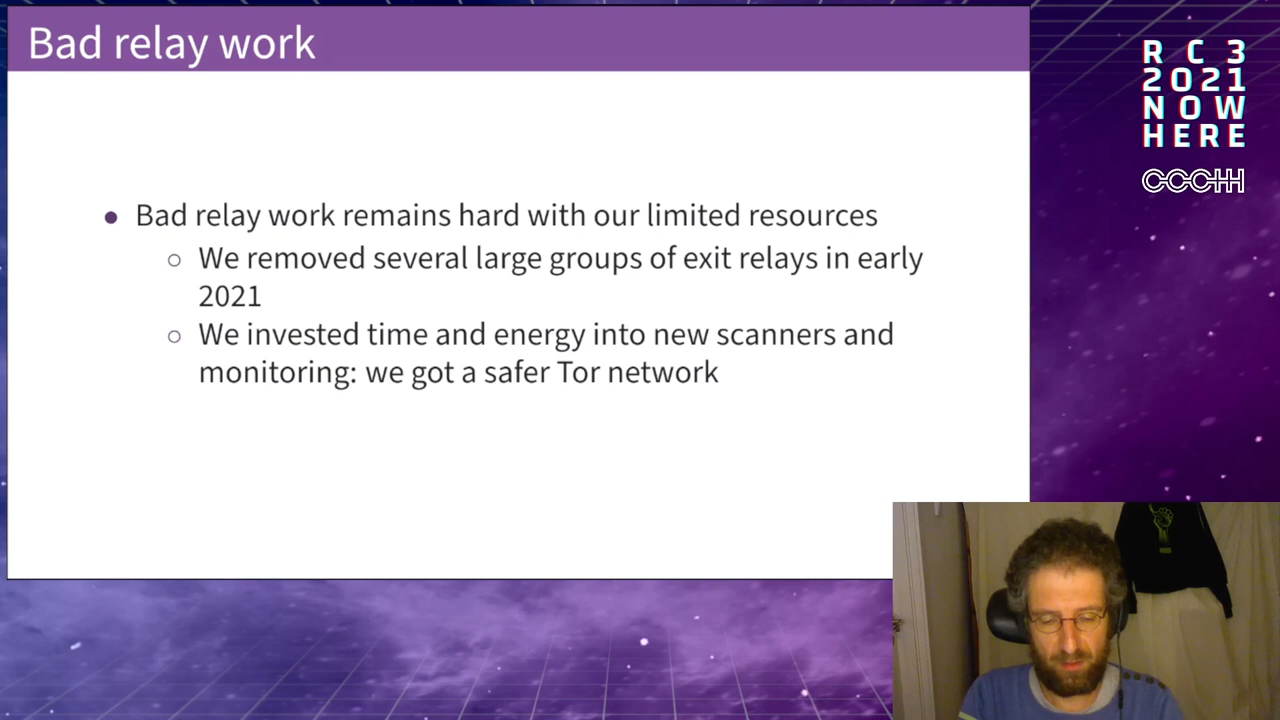 Bad relay work
● Bad relay work remains hard with our limited resources
○ We removed several large groups of exit relays in early
2021
○ We invested time and energy into new scanners and
monitoring: we got a safer Tor network
R C 3
2021
NOW
HERE
CCCHH